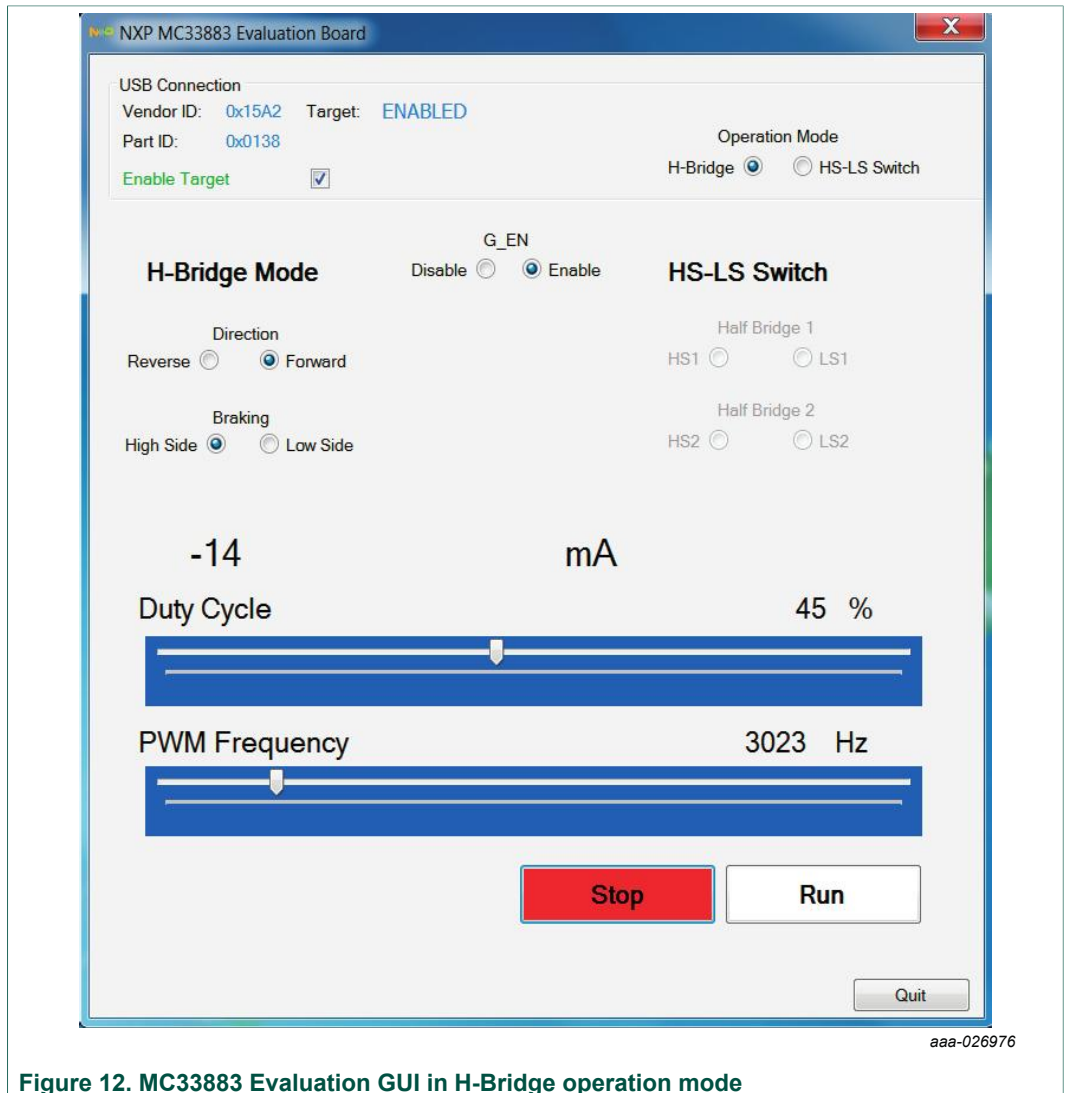 NXP MC33883 Evaluation Board
X
USB Connection
Vendor ID: 0x15A2 Target: ENABLED
Part ID: 0x0138
Enable Target
Operation Mode
H-Bridge HS-LS Switch
G_EN
Disable Enable
H-Bridge Mode
HS-LS Switch
Direction
Reverse Forward
Half Bridge 1
HS1 LS1
Braking
High Side Low Side
Half Bridge 2
HS2 LS2
-14 mA
Duty Cycle 45 %
PWM Frequency 3023 Hz
Stop Run
Quit
aaa-026976
Figure 12. MC33883 Evaluation GUI in H-Bridge operation mode